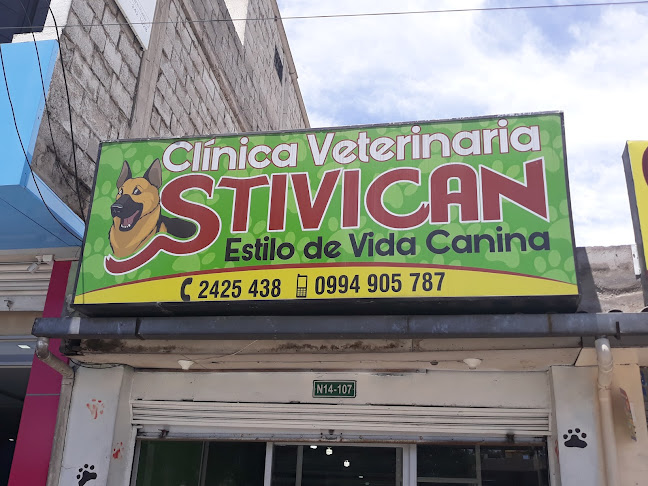 Clínica Veterinaria
STIVICAN
Estilo de Vida Canina
2425 438 0994 905 787
N14-107